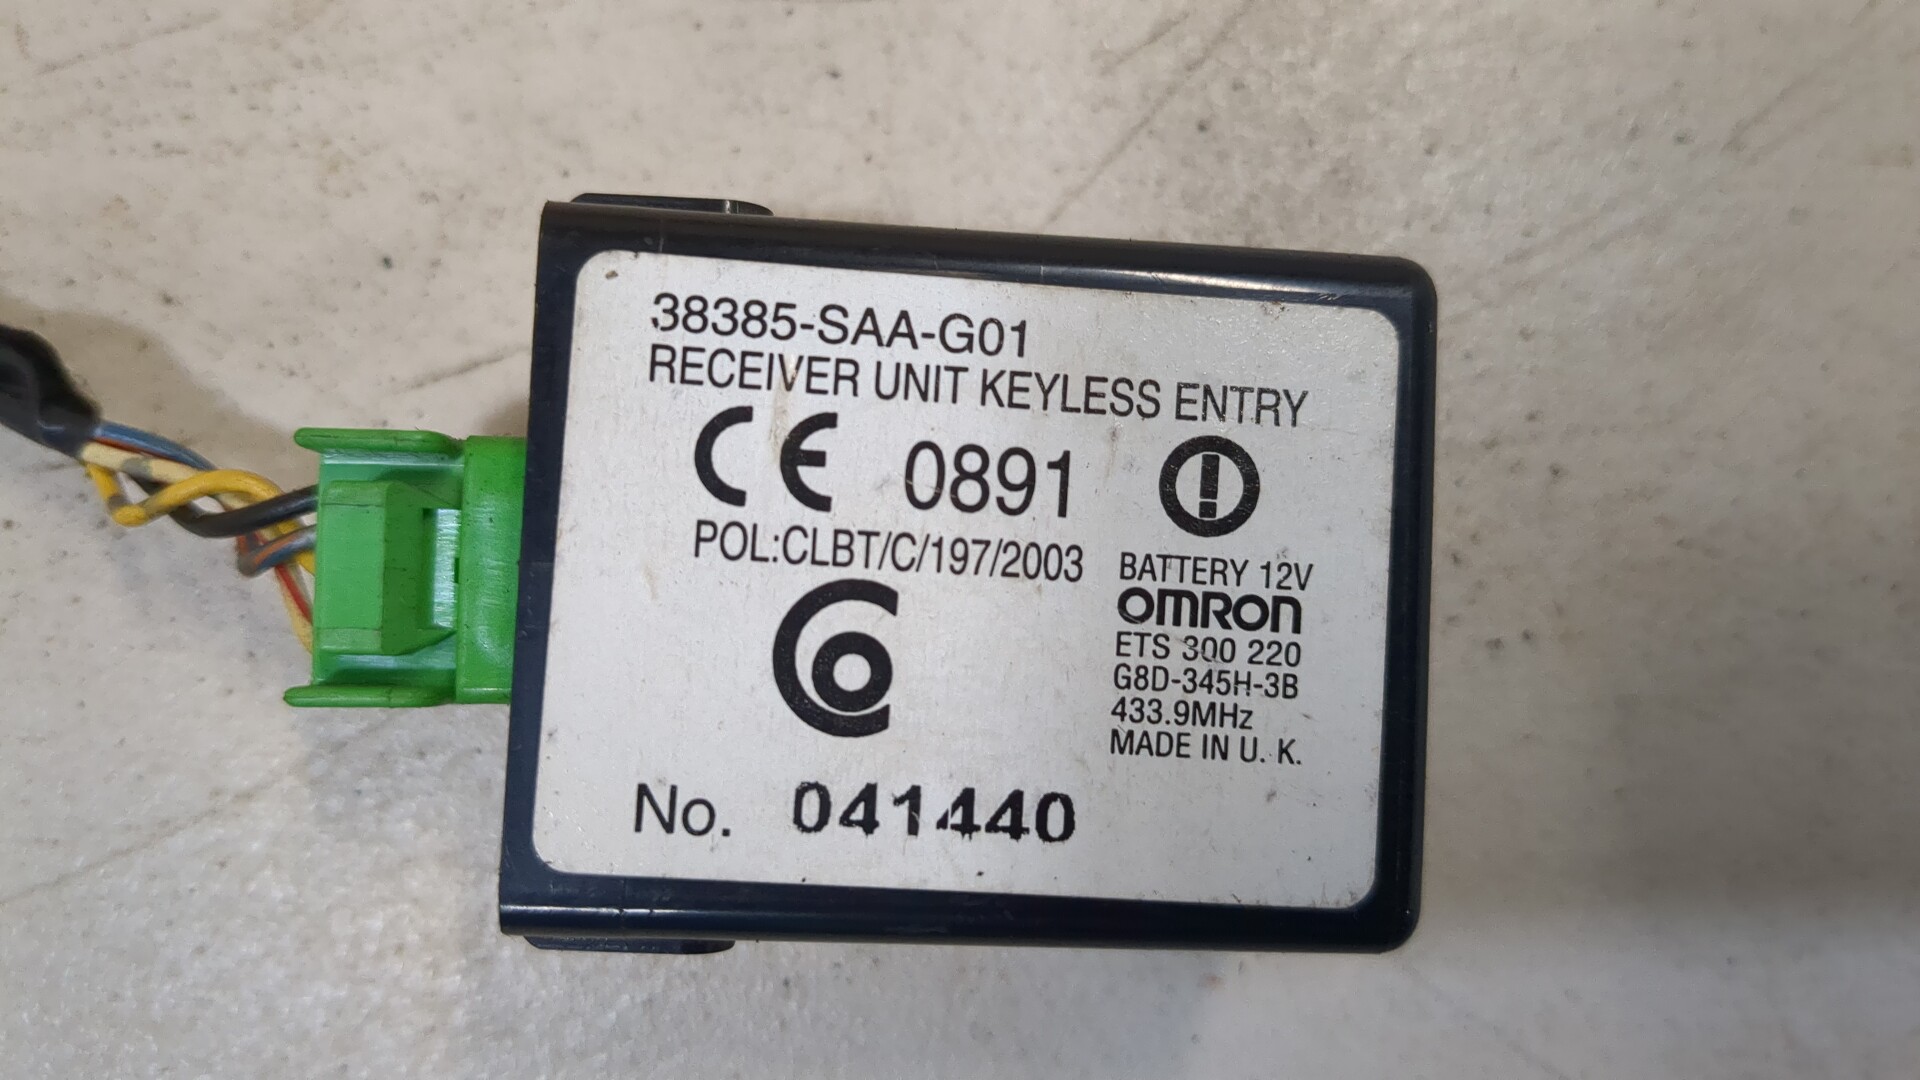 38385-SAA-G01
RECEIVER UNIT KEYLESS ENTRY
CE 0891
POL:CLBT/C/197/2003
BATTERY 12V
OMRON
ETS 300 220
G8D-345H-3B
433.9MHz
MADE IN U. K.
No. 041440